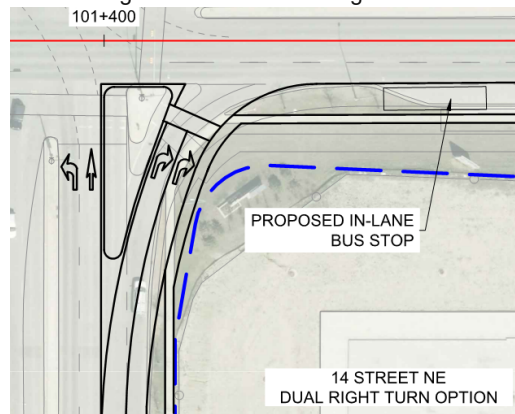 101+400
PROPOSED IN-LANE
BUS STOP
14 STREET NE
DUAL RIGHT TURN OPTION